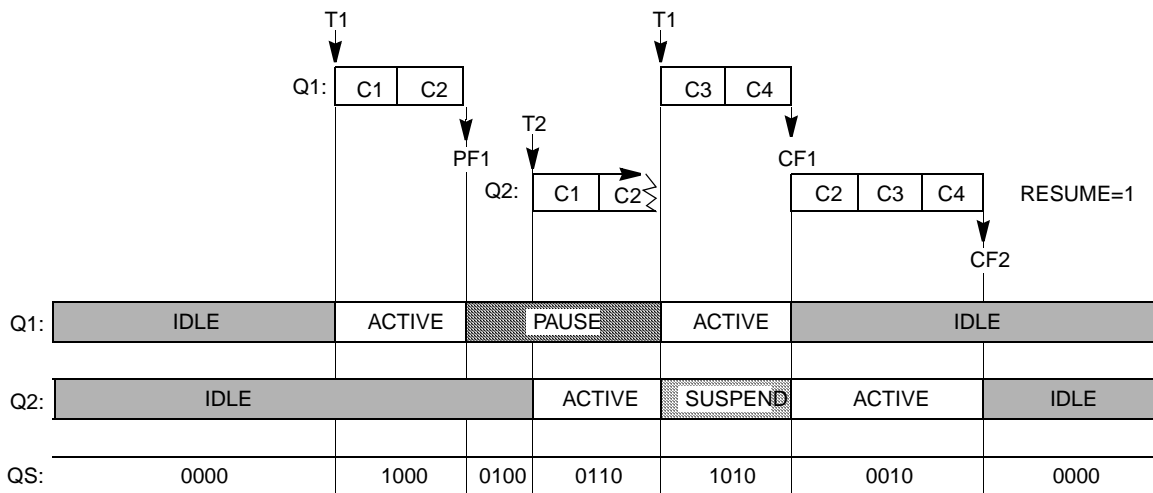 T1 T1
Q1: C1 C2 C3 C4
T2
PF1 CF1
Q2: C1 C2 C2 C3 C4 RESUME=1
CF2
Q1: IDLE ACTIVE PAUSE ACTIVE IDLE
Q2: IDLE ACTIVE SUSPEND ACTIVE IDLE
QS: 0000 1000 0100 0110 1010 0010 0000